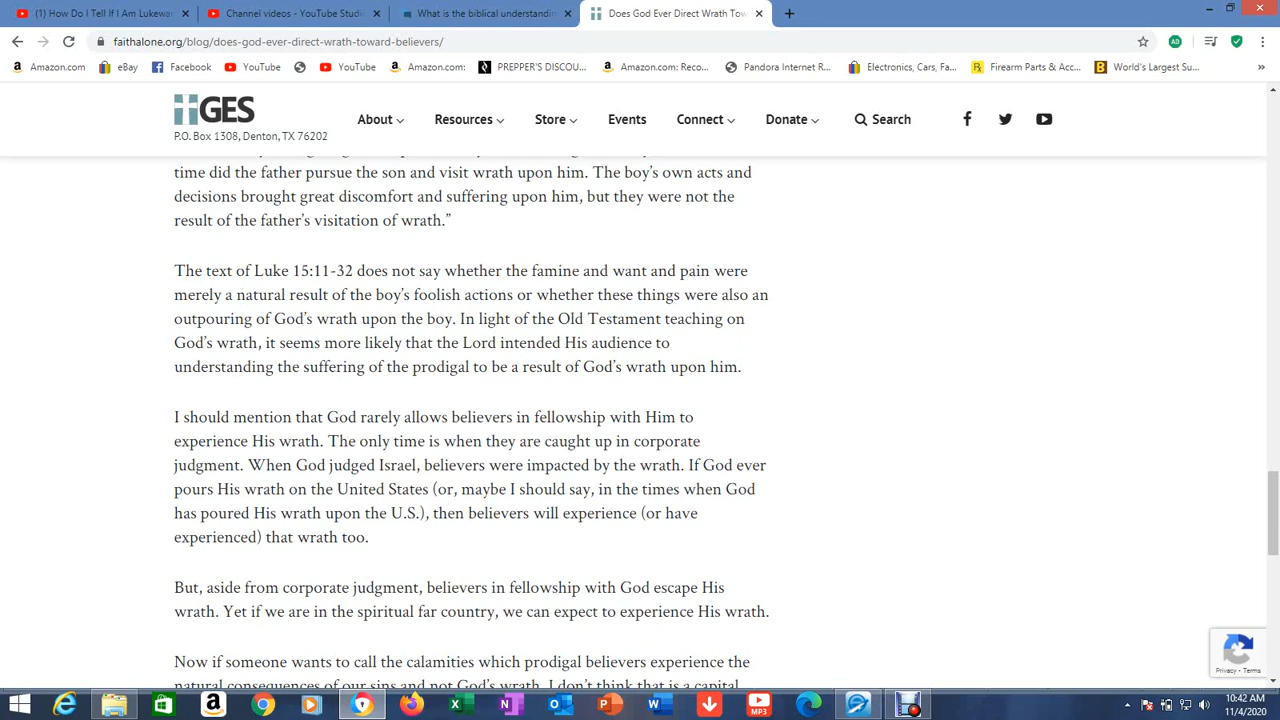 (1) How Do I Tell If I Am Lukewa
Channel videos - YouTube Studi
What is the biblical understandin
Does God Ever Direct Wrath Tow
faithalone.org/blog/does-god-ever-direct-wrath-toward-believers/
Amazon.com eBay Facebook YouTube YouTube Amazon.com: PREPPER'S DISCOU... Amazon.com: Reco... Pandora Internet R... Electronics, Cars, Fa... Firearm Parts & Acc... World's Largest Su...
GES
P.O. Box 1308, Denton, TX 76202
About Resources Store Events Connect Donate Search
time did the father pursue the son and visit wrath upon him. The boy's own acts and
decisions brought great discomfort and suffering upon him, but they were not the
result of the father's visitation of wrath.”
The text of Luke 15:11-32 does not say whether the famine and want and pain were
merely a natural result of the boy's foolish actions or whether these things were also an
outpouring of God's wrath upon the boy. In light of the Old Testament teaching on
God's wrath, it seems more likely that the Lord intended His audience to
understanding the suffering of the prodigal to be a result of God's wrath upon him.
I should mention that God rarely allows believers in fellowship with Him to
experience His wrath. The only time is when they are caught up in corporate
judgment. When God judged Israel, believers were impacted by the wrath. If God ever
pours His wrath on the United States (or, maybe I should say, in the times when God
has poured His wrath upon the U.S.), then believers will experience (or have
experienced) that wrath too.
But, aside from corporate judgment, believers in fellowship with God escape His
wrath. Yet if we are in the spiritual far country, we can expect to experience His wrath.
Now if someone wants to call the calamities which prodigal believers experience the
natural consequences of our sins and not God's
Privacy - Terms
10:42 AM
11/4/2020